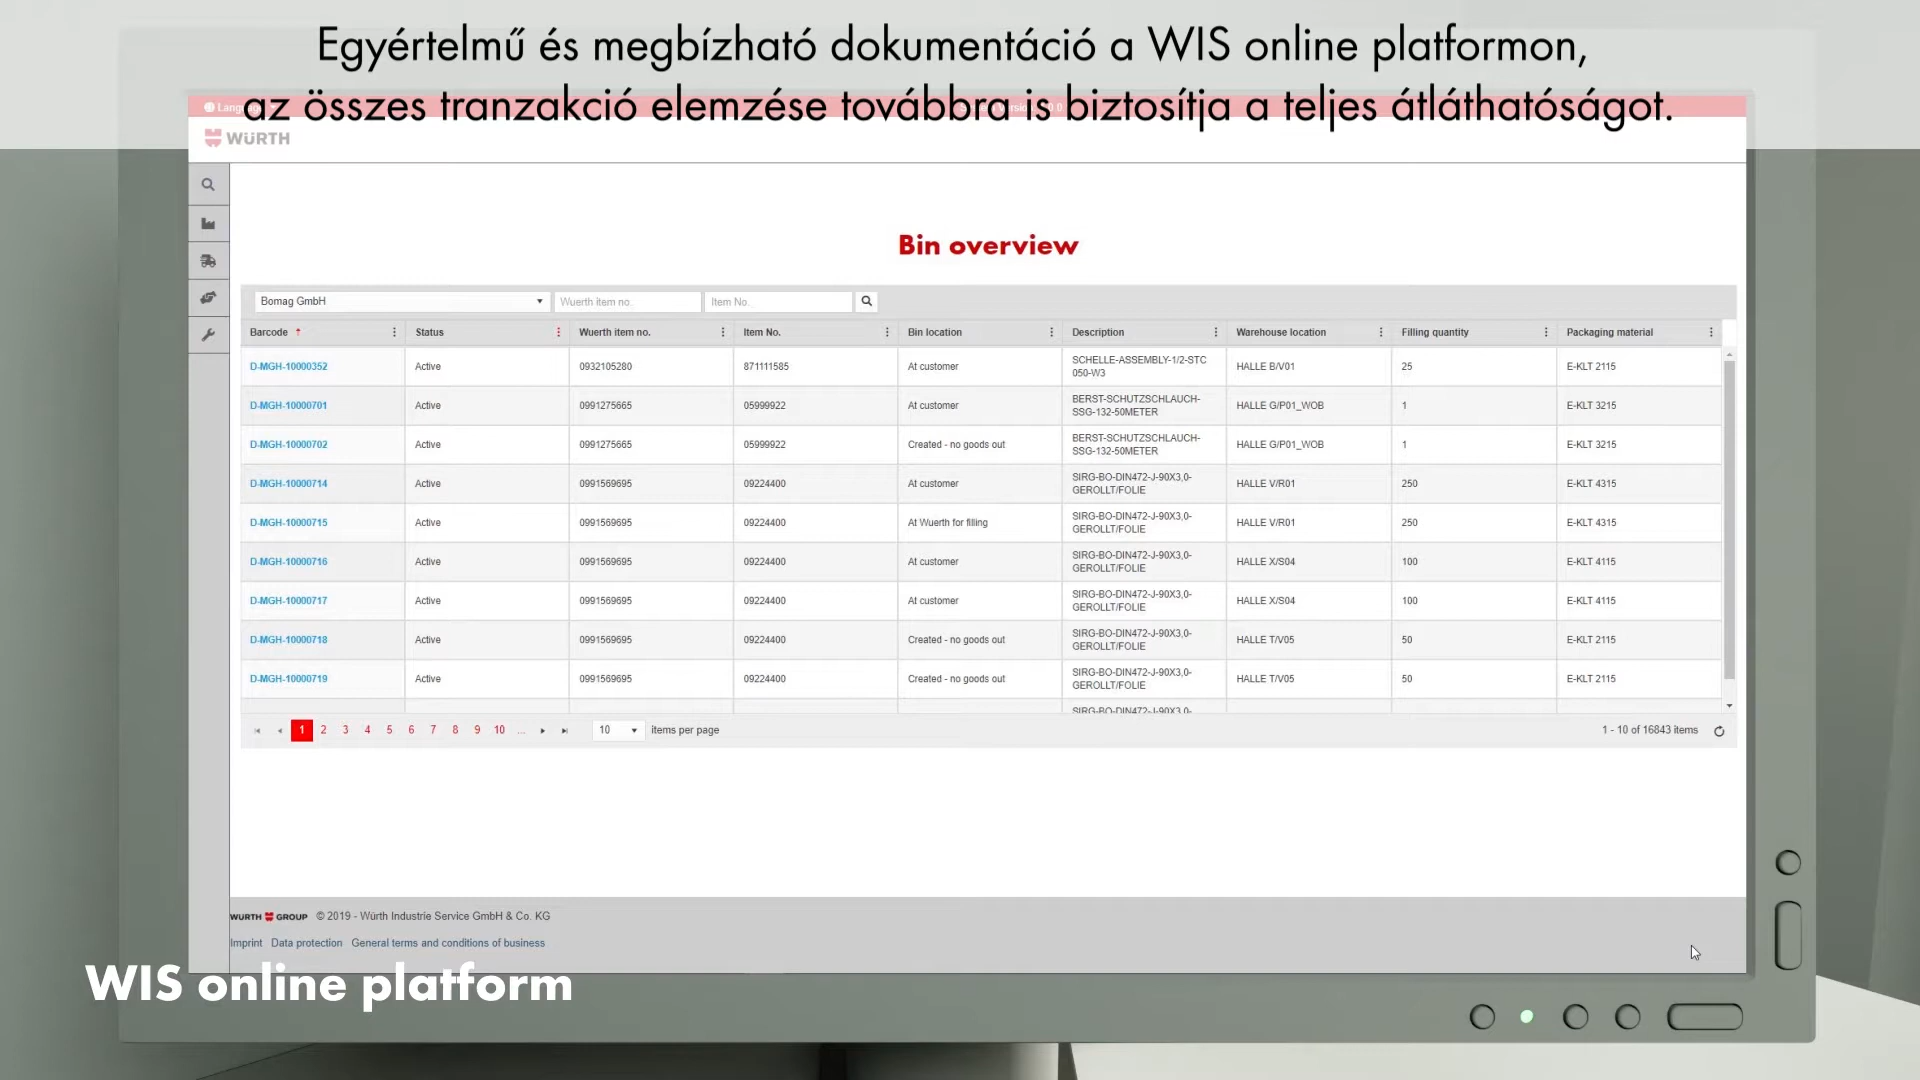 Egyértelmű és megbízható dokumentáció a WIS online platformon,
az összes tranzakció elemzése továbbra is biztosítja a teljes átláthatóságot.
WÜRTH
Bin overview
Bomag GmbH Wuerth item no. Item No...
Barcode Status Wuerth item no. Item No. Bin location Description Warehouse location Filling quantity Packaging material
D-MGH-10000352 Active 0932105280 871111585 At customer SCHELLE-ASSEMBLY-1/2-STC HALLE B/V01 25 E-KLT 2115
050-W3
D-MGH-10000701 Active 0991275665 05999922 At customer BERST-SCHUTZSCHLAUCH- HALLE G/P01_WOB 1 E-KLT 3215
SSG-132-50METER
D-MGH-10000702 Active 0991275665 05999922 Created - no goods out BERST-SCHUTZSCHLAUCH- HALLE G/P01_WOB 1 E-KLT 3215
SSG-132-50METER
D-MGH-10000714 Active 0991569695 09224400 At customer SIRG-BO-DIN472-J-90X3,0- HALLE V/R01 250 E-KLT 4315
GEROLLT/FOLIE
D-MGH-10000715 Active 0991569695 09224400 At Wuerth for filling SIRG-BO-DIN472-J-90X3,0- HALLE V/R01 250 E-KLT 4315
GEROLLT/FOLIE
D-MGH-10000716 Active 0991569695 09224400 At customer SIRG-BO-DIN472-J-90X3,0- HALLE X/S04 100 E-KLT 4115
GEROLLT/FOLIE
D-MGH-10000717 Active 0991569695 09224400 At customer SIRG-BO-DIN472-J-90X3,0- HALLE X/S04 100 E-KLT 4115
GEROLLT/FOLIE
D-MGH-10000718 Active 0991569695 09224400 Created - no goods out SIRG-BO-DIN472-J-90X3,0- HALLE T/V05 50 E-KLT 2115
GEROLLT/FOLIE
D-MGH-10000719 Active 0991569695 09224400 Created - no goods out SIRG-BO-DIN472-J-90X3,0- HALLE T/V05 50 E-KLT 2115
GEROLLT/FOLIE
SIRG-BO-DIN472-J-90X3,0-
1 2 3 4 5 6 7 8 9 10 ... 10 items per page 1 - 10 of 16843 items
WÜRTH GROUP © 2019 - Würth Industrie Service GmbH & Co. KG
Imprint Data protection General terms and conditions of business
WIS online platform